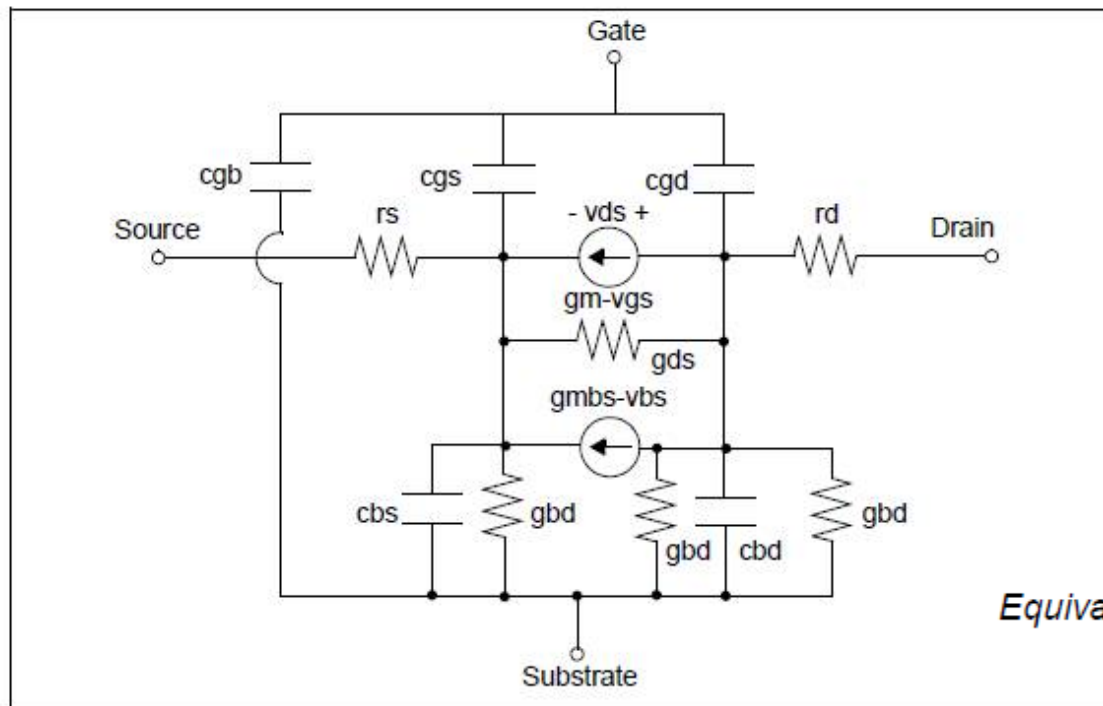 Gate
cgb
cgs
cgd
Source
rs
- vds +
rd
Drain
gm-vgs
gds
gmbs-vbs
cbs
gbd
gbd
cbd
gbd
Equiva
Substrate